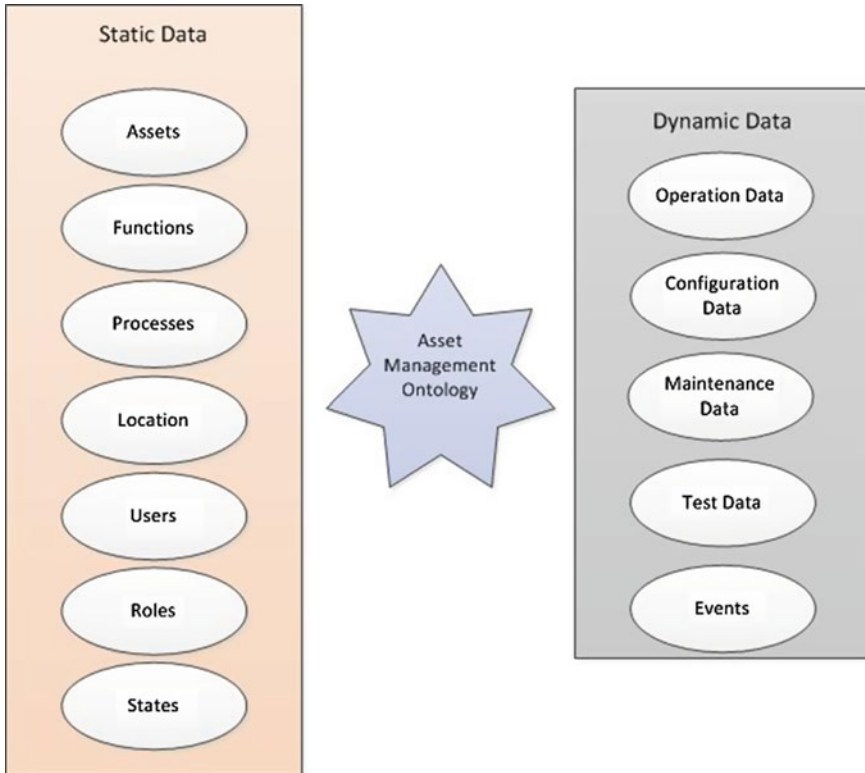 Static Data
Assets
Functions
Processes
Location
Users
Roles
States
Asset
Management
Ontology
Dynamic Data
Operation Data
Configuration
Data
Maintenance
Data
Test Data
Events